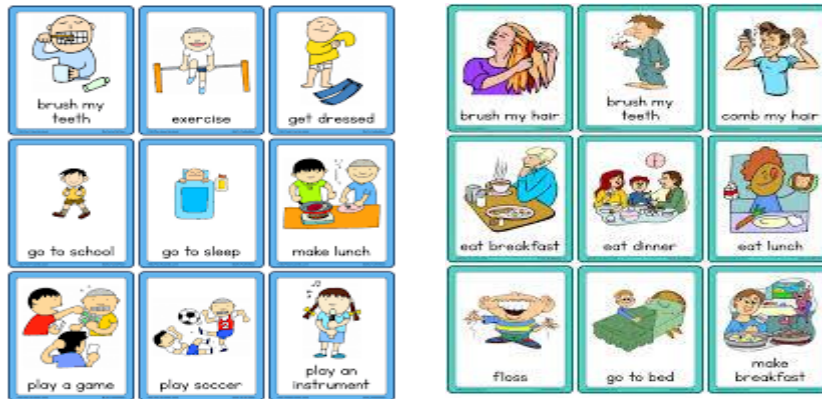 brush my
teeth
exercise
get dressed
go to school
go to sleep
make lunch
play a game
play soccer
play an
instrument
2
brush my hair
brush my
teeth
comb my hair
eat breakfast
eat dinner
eat lunch
floss
go to bed
make
breakfast